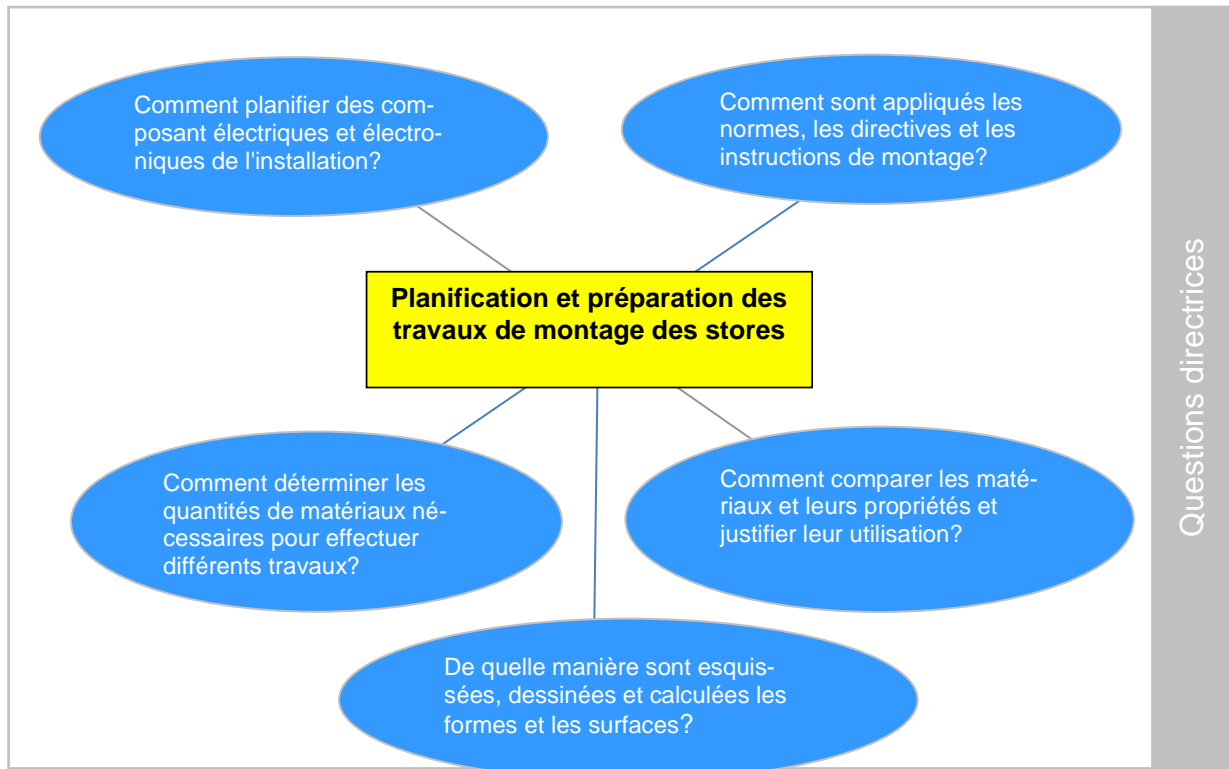 Comment planifier des com-
posant électriques et électro-
niques de l'installation?
Comment sont appliqués les
normes, les directives et les
instructions de montage?
Planification et préparation des
travaux de montage des stores
Comment déterminer les
quantités de matériaux né-
cessaires pour effectuer
différents travaux?
Comment comparer les maté-
riaux et leurs propriétés et
justifier leur utilisation?
De quelle manière sont esquis-
sées, dessinées et calculées les
formes et les surfaces?
Questions directrices